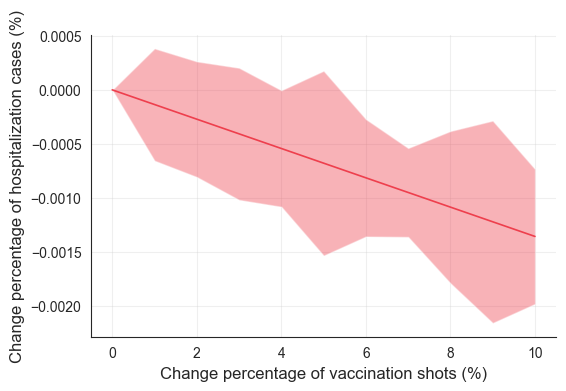 Change percentage of hospitalization cases (%)
0.0005
0.0000
−0.0005
−0.0010
−0.0015
−0.0020
0 2 4 6 8 10
Change percentage of vaccination shots (%)